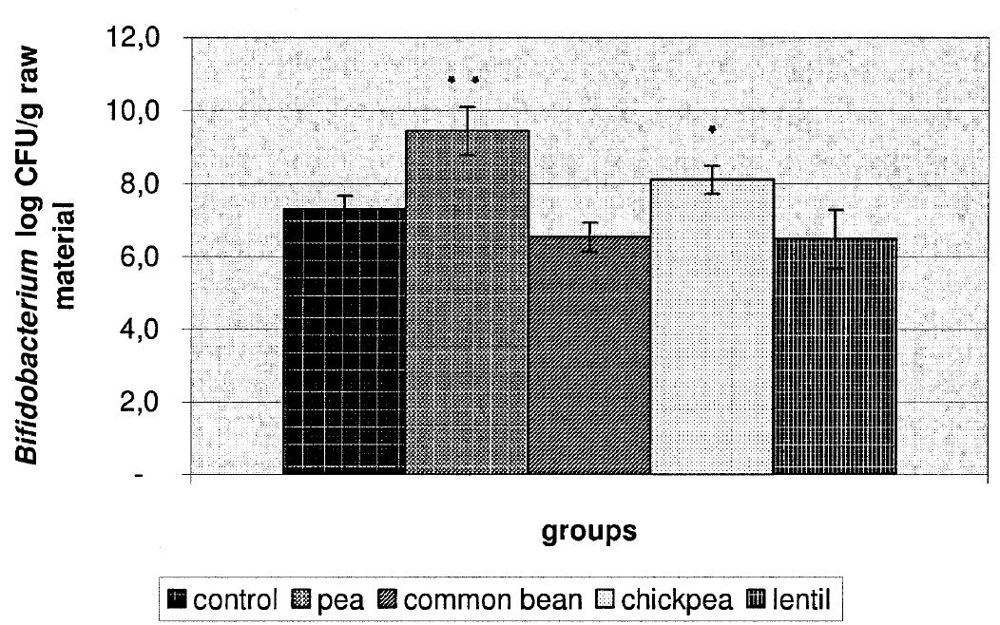 Bifidobacterium log CFU/g raw
material
12,0
10,0
8,0
6,0
4,0
2,0
-
* *
*
groups
control pea common bean chickpea lentil